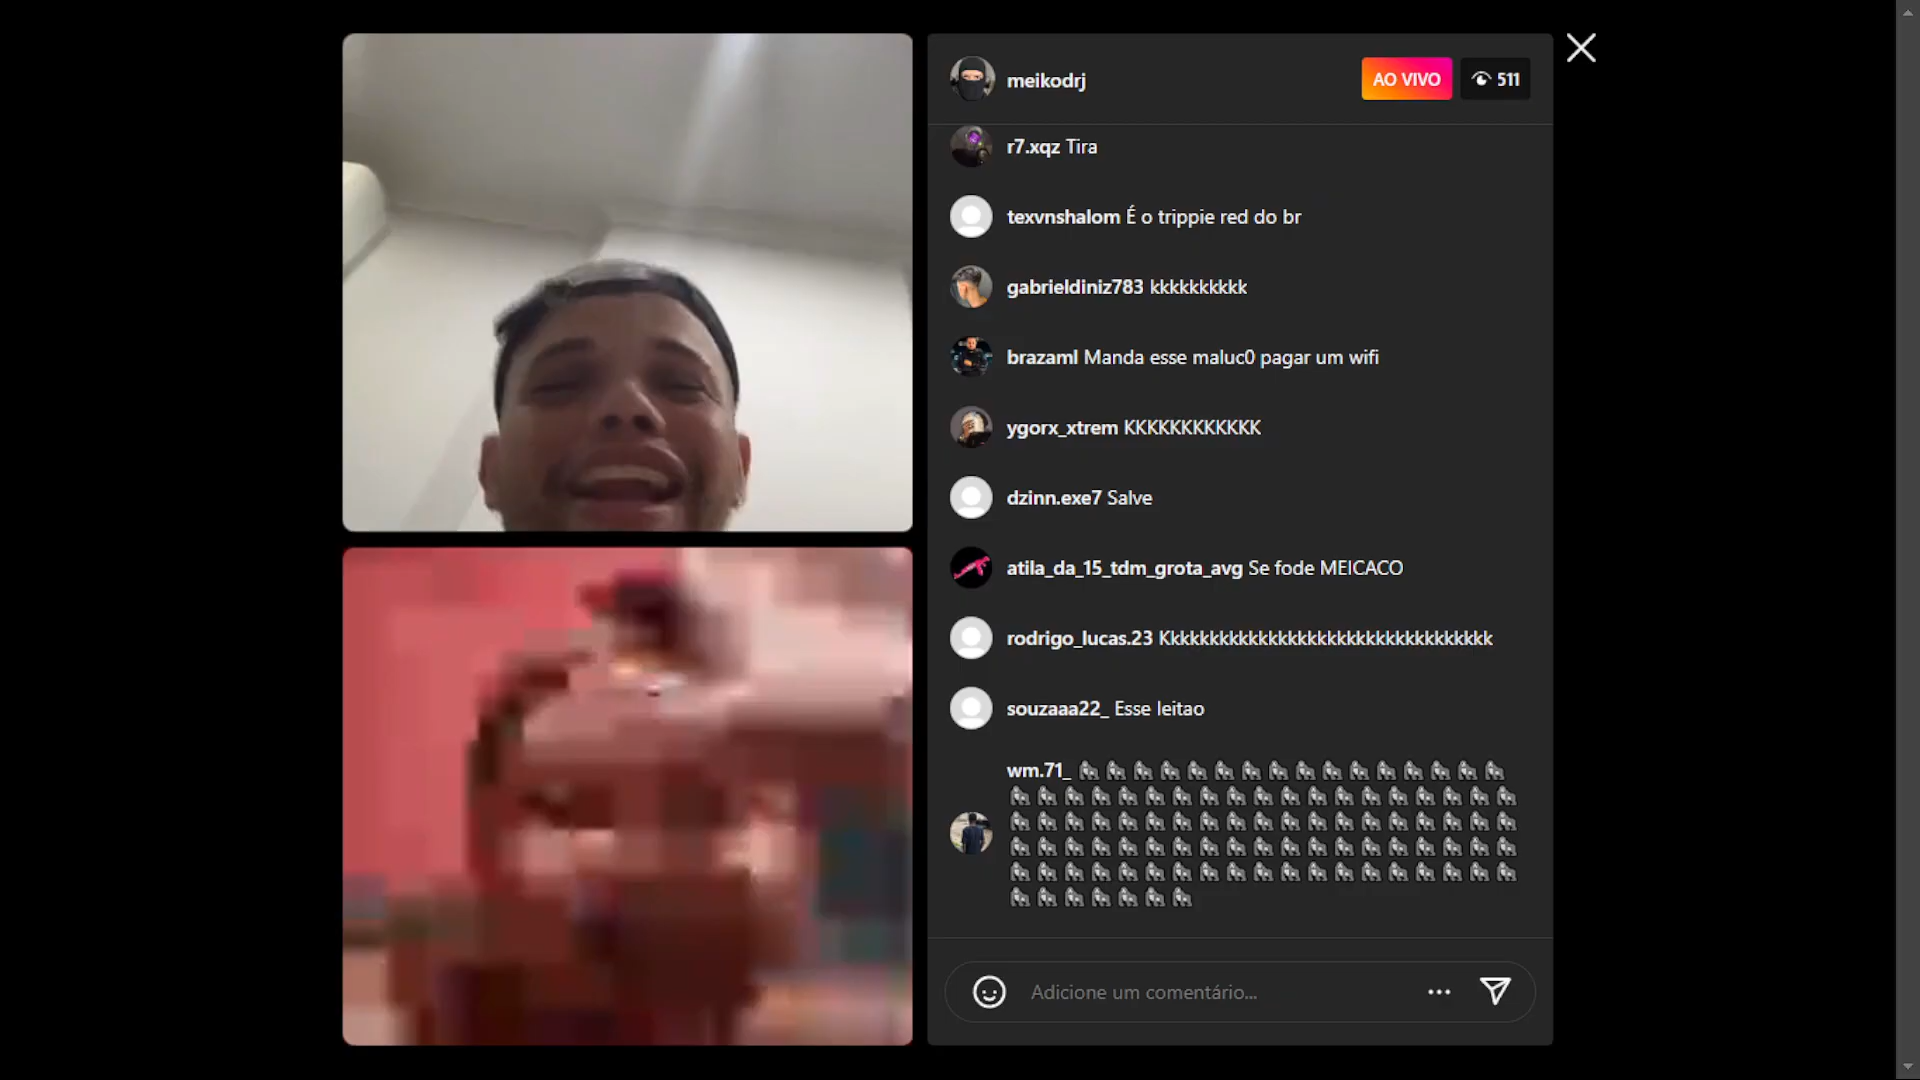 meikodrj
AO VIVO
511
r7.xqz Tira
texvnshalom É o trippie red do br
gabrieldiniz783 kkkkkkkkkk
brazaml Manda esse maluc0 pagar um wifi
ygorx_xtrem KKKKKKKKKKKK
dzinn.exe7 Salve
atila_da_15_tdm_grota_avg Se fode MEICACO
rodrigo_lucas.23 Kkkkkkkkkkkkkkkkkkkkkkkkkkkkkkkkk
souzaaa22_ Esse leitao
wm.71_ 🦍🦍🦍🦍🦍🦍🦍🦍🦍🦍🦍🦍🦍🦍🦍🦍
🦍🦍🦍🦍🦍🦍🦍🦍🦍🦍🦍🦍🦍🦍🦍🦍🦍🦍🦍
🦍🦍🦍🦍🦍🦍🦍🦍🦍🦍🦍🦍🦍🦍🦍🦍🦍🦍🦍
🦍🦍🦍🦍🦍🦍🦍🦍🦍🦍🦍🦍🦍🦍🦍🦍🦍🦍🦍
🦍🦍🦍🦍🦍🦍🦍🦍🦍🦍🦍🦍🦍🦍🦍🦍🦍🦍🦍
🦍🦍🦍🦍🦍🦍🦍
Adicione um comentário...